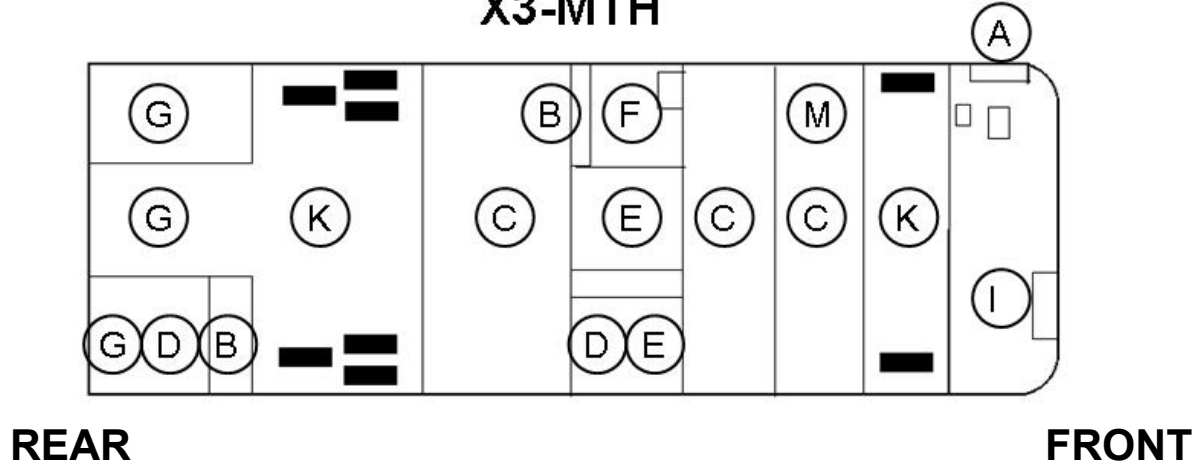 X3-MTH
A
G B F M
G K C E C C K
I
G D B D E
REAR FRONT